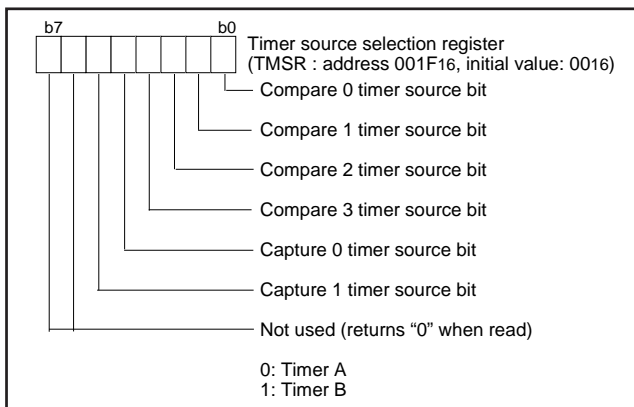 b7 b0
Timer source selection register
(TMSR : address 001F16, initial value: 0016)
Compare 0 timer source bit
Compare 1 timer source bit
Compare 2 timer source bit
Compare 3 timer source bit
Capture 0 timer source bit
Capture 1 timer source bit
Not used (returns “0” when read)
0: Timer A
1: Timer B